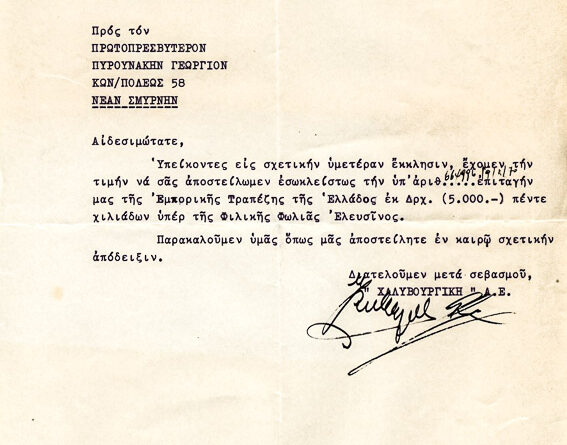 Πρός τόν
ΠΡΩΤΟΠΡΕΣΒΥΤΕΡΟΝ
ΠΥΡΟΥΝΑΚΗΝ ΓΕΩΡΓΙΟΝ
ΚΩΝ/ΠΟΛΕΩΣ 58
ΝΕΑΝ ΣΜΥΡΝΗΝ
Αἰδεσιμώτατε,
Ὑπείκοντες εἰς σχετικήν ὑμετέραν ἔκκλησιν, ἔχομεν τήν
τιμήν νά σᾶς ἀποστείλωμεν ἐσωκλείστως τήν ὑπ'ἀριθ.....ἐπιταγήν
μας τῆς Ἐμπορικῆς Τραπέζης τῆς Ἑλλάδος ἐκ Δρχ. (5.000.-) πέντε
χιλιάδων ὑπέρ τῆς Φιλικῆς Φωλιᾶς Ἐλευσῖνος.
Παρακαλοῦμεν ὑμᾶς ὅπως μᾶς ἀποστείλητε ἐν καιρῷ σχετικήν
ἀπόδειξιν.
Διατελοῦμεν μετά σεβασμοῦ,
" ΧΑΛΥΒΟΥΡΓΙΚΗ " Α.Ε.